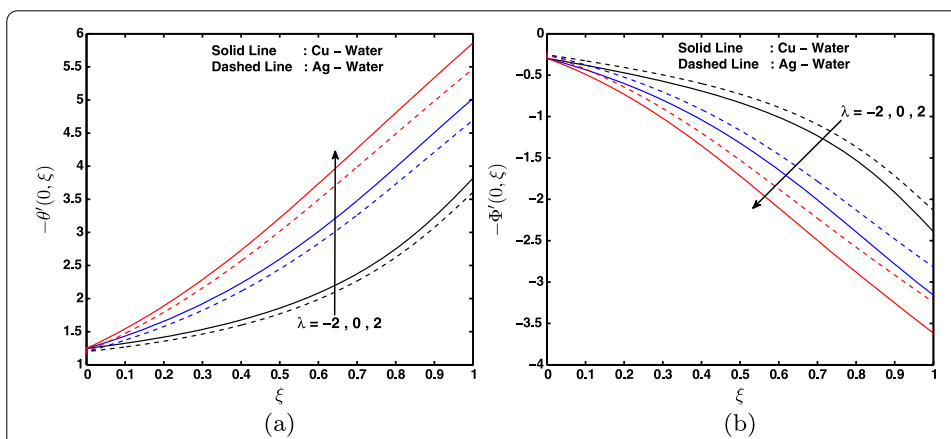 6
5.5
5
4.5
4
3.5
3
2.5
2
1.5
1
−θ′(0, ξ)
Solid Line : Cu − Water
Dashed Line : Ag − Water
λ = −2 , 0 , 2
0 0.1 0.2 0.3 0.4 0.5 0.6 0.7 0.8 0.9 1
ξ
(a)
0
−0.5
−1
−1.5
−2
−2.5
−3
−3.5
−4
−Φ′(0, ξ)
Solid Line : Cu − Water
Dashed Line : Ag − Water
λ = −2 , 0 , 2
0 0.1 0.2 0.3 0.4 0.5 0.6 0.7 0.8 0.9 1
ξ
(b)